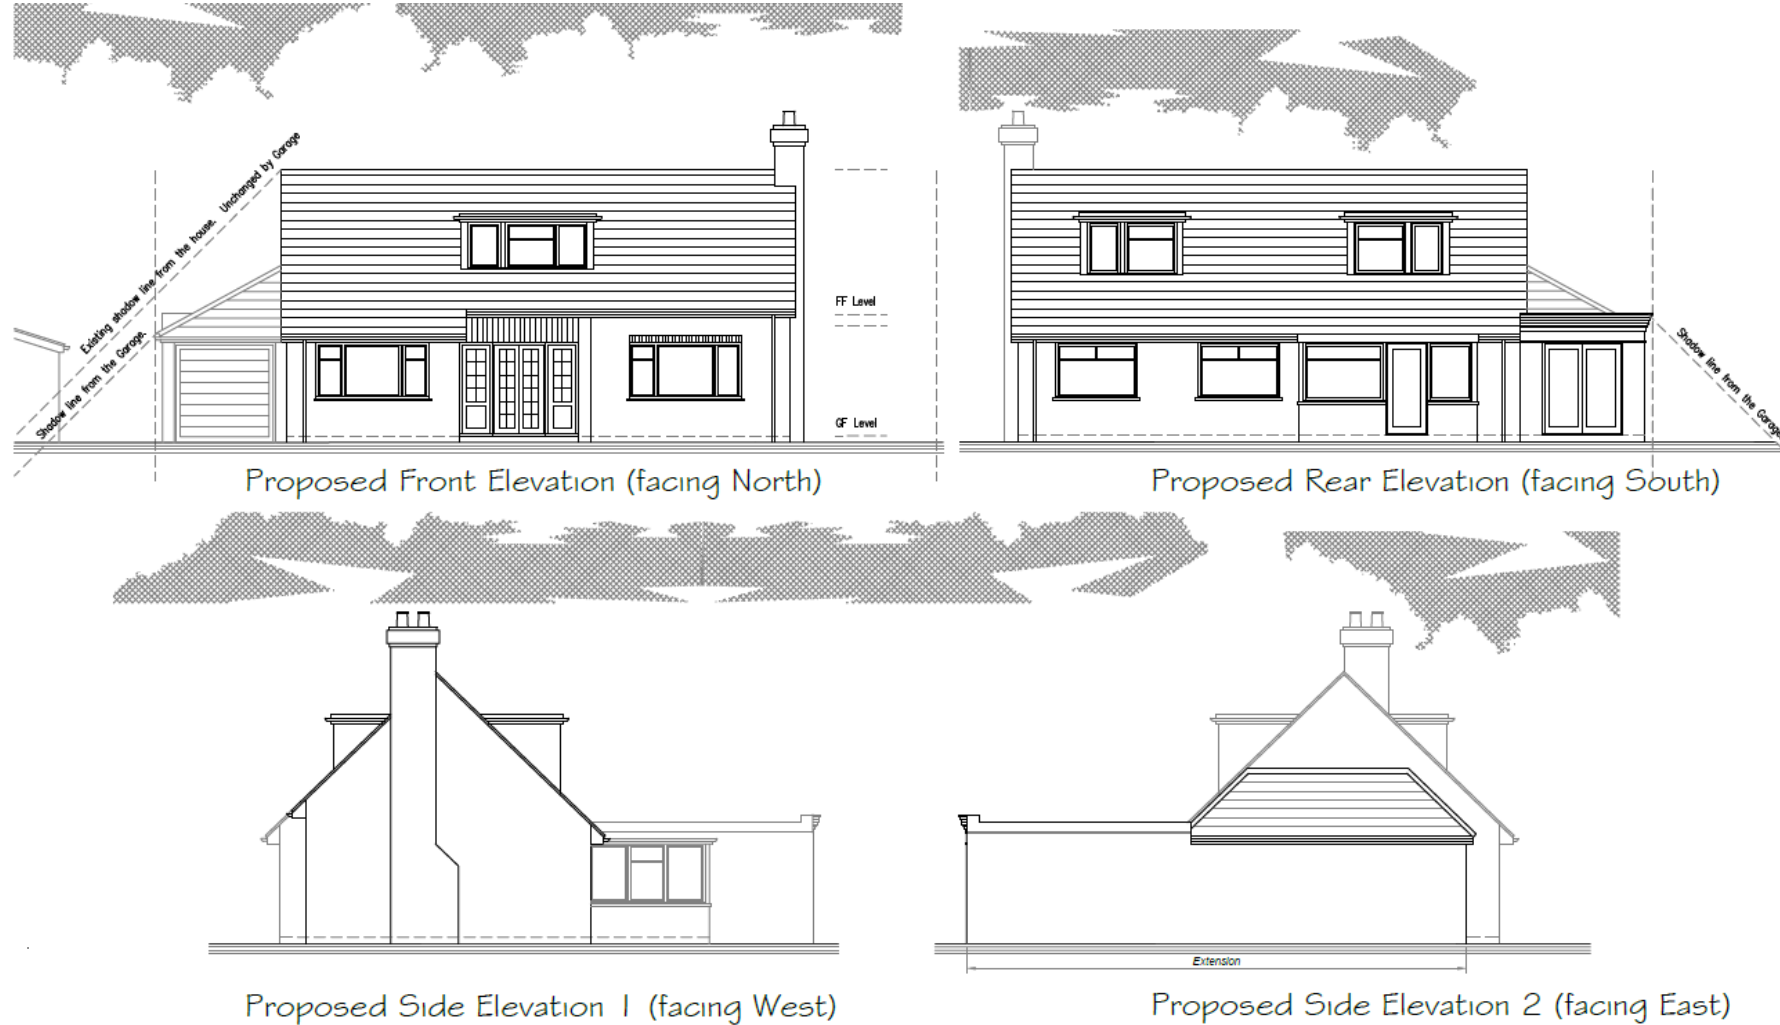 Existing shadow line from the house. Unchanged by Garage
Shadow line from the Garage.
FF Level
GF Level
Shadow line from the Garage
Proposed Front Elevation (facing North)
Proposed Rear Elevation (facing South)
Extension
Proposed Side Elevation 1 (facing West)
Proposed Side Elevation 2 (facing East)